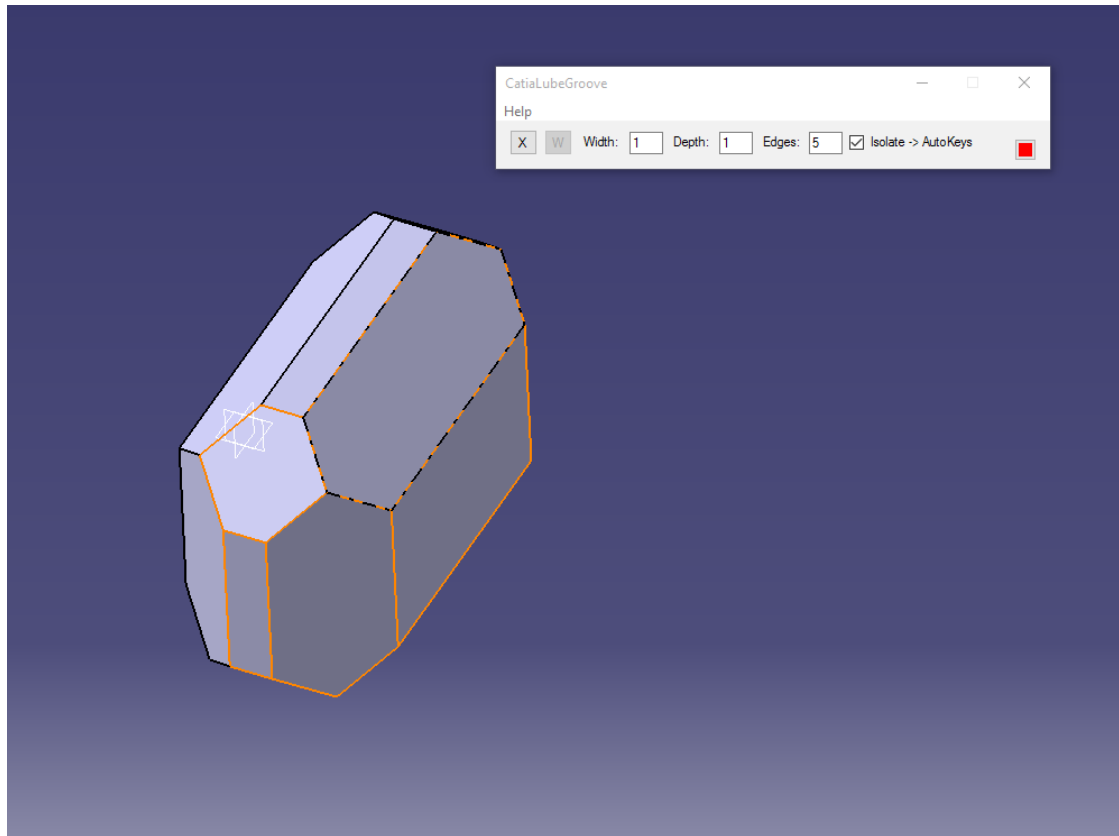 CatiaLubeGroove
Help
X W Width: 1 Depth: 1 Edges: 5 Isolate -> AutoKeys